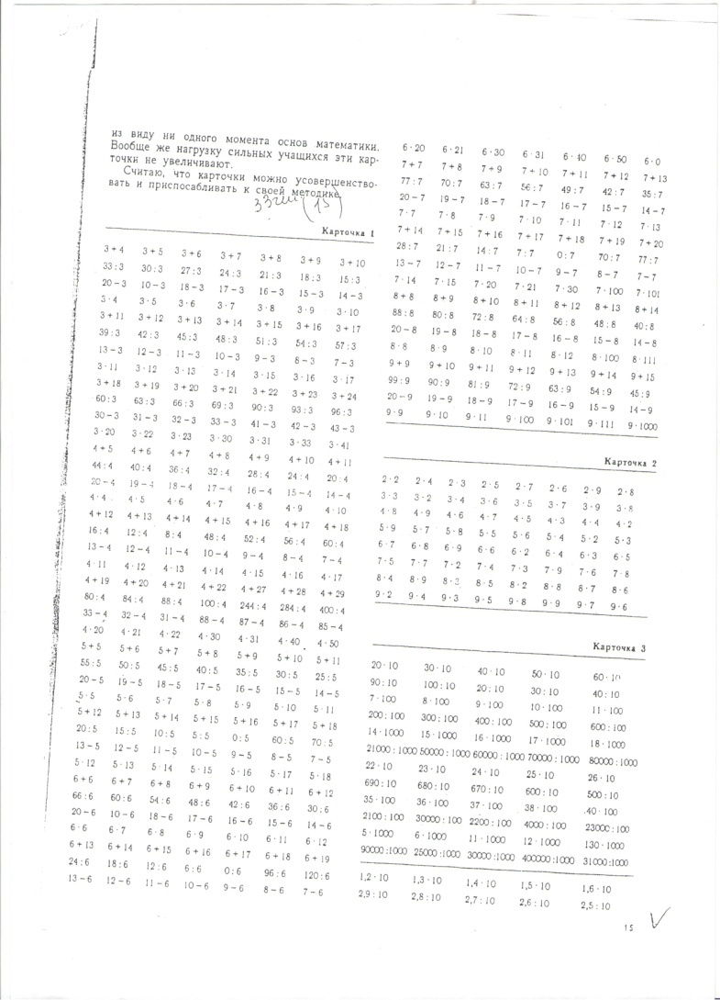 из виду ни одного момента основ математики.
Вообще же нагрузку сильных учащихся эти кар-
точки не увеличивают.
Считаю, что карточки можно усовершенство-
вать и приспосабливать к своей методике.
(15)
Карточка 1
3 + 4 3 + 5 3 + 6 3 + 7 3 + 8 3 + 9 3 + 10
33 : 3 30 : 3 27 : 3 24 : 3 21 : 3 18 : 3 15 : 3
20 − 3 10 − 3 18 − 3 17 − 3 16 − 3 15 − 3 14 − 3
3 · 4 3 · 5 3 · 6 3 · 7 3 · 8 3 · 9 3 · 10
3 + 11 3 + 12 3 + 13 3 + 14 3 + 15 3 + 16 3 + 17
39 : 3 42 : 3 45 : 3 48 : 3 51 : 3 54 : 3 57 : 3
13 − 3 12 − 3 11 − 3 10 − 3 9 − 3 8 − 3 7 − 3
3 · 11 3 · 12 3 · 13 3 · 14 3 · 15 3 · 16 3 · 17
3 + 18 3 + 19 3 + 20 3 + 21 3 + 22 3 + 23 3 + 24
60 : 3 63 : 3 66 : 3 69 : 3 90 : 3 93 : 3 96 : 3
30 − 3 31 − 3 32 − 3 33 − 3 41 − 3 42 − 3 43 − 3
3 · 20 3 · 22 3 · 23 3 · 30 3 · 31 3 · 33 3 · 41
4 + 5 4 + 6 4 + 7 4 + 8 4 + 9 4 + 10 4 + 11
44 : 4 40 : 4 36 : 4 32 : 4 28 : 4 24 : 4 20 : 4
20 − 4 19 − 4 18 − 4 17 − 4 16 − 4 15 − 4 14 − 4
4 · 4 4 · 5 4 · 6 4 · 7 4 · 8 4 · 9 4 · 10
4 + 12 4 + 13 4 + 14 4 + 15 4 + 16 4 + 17 4 + 18
16 : 4 12 : 4 8 : 4 48 : 4 52 : 4 56 : 4 60 : 4
13 − 4 12 − 4 11 − 4 10 − 4 9 − 4 8 − 4 7 − 4
4 · 11 4 · 12 4 · 13 4 · 14 4 · 15 4 · 16 4 · 17
4 + 19 4 + 20 4 + 21 4 + 22 4 + 27 4 + 28 4 + 29
80 : 4 84 : 4 88 : 4 100 : 4 244 : 4 284 : 4 400 : 4
33 − 4 32 − 4 31 − 4 88 − 4 87 − 4 86 − 4 85 − 4
4 · 20 4 · 21 4 · 22 4 · 30 4 · 31 4 · 40 4 · 50
5 + 5 5 + 6 5 + 7 5 + 8 5 + 9 5 + 10 5 + 11
55 : 5 50 : 5 45 : 5 40 : 5 35 : 5 30 : 5 25 : 5
20 − 5 19 − 5 18 − 5 17 − 5 16 − 5 15 − 5 14 − 5
5 · 5 5 · 6 5 · 7 5 · 8 5 · 9 5 · 10 5 · 11
5 + 12 5 + 13 5 + 14 5 + 15 5 + 16 5 + 17 5 + 18
20 : 5 15 : 5 10 : 5 5 : 5 0 : 5 60 : 5 70 : 5
13 − 5 12 − 5 11 − 5 10 − 5 9 − 5 8 − 5 7 − 5
5 · 12 5 · 13 5 · 14 5 · 15 5 · 16 5 · 17 5 · 18
6 + 6 6 + 7 6 + 8 6 + 9 6 + 10 6 + 11 6 + 12
66 : 6 60 : 6 54 : 6 48 : 6 42 : 6 36 : 6 30 : 6
20 − 6 10 − 6 18 − 6 17 − 6 16 − 6 15 − 6 14 − 6
6 · 6 6 · 7 6 · 8 6 · 9 6 · 10 6 · 11 6 · 12
6 + 13 6 + 14 6 + 15 6 + 16 6 + 17 6 + 18 6 + 19
24 : 6 18 : 6 12 : 6 6 : 6 0 : 6 96 : 6 120 : 6
13 − 6 12 − 6 11 − 6 10 − 6 9 − 6 8 − 6 7 − 6
6 · 20 6 · 21 6 · 30 6 · 31 6 · 40 6 · 50 6 · 0
7 + 7 7 + 8 7 + 9 7 + 10 7 + 11 7 + 12 7 + 13
77 : 7 70 : 7 63 : 7 56 : 7 49 : 7 42 : 7 35 : 7
20 − 7 19 − 7 18 − 7 17 − 7 16 − 7 15 − 7 14 − 7
7 · 7 7 · 8 7 · 9 7 · 10 7 · 11 7 · 12 7 · 13
7 + 14 7 + 15 7 + 16 7 + 17 7 + 18 7 + 19 7 + 20
28 : 7 21 : 7 14 : 7 7 : 7 0 : 7 70 : 7 77 : 7
13 − 7 12 − 7 11 − 7 10 − 7 9 − 7 8 − 7 7 − 7
7 · 14 7 · 15 7 · 20 7 · 21 7 · 30 7 · 100 7 · 101
8 + 8 8 + 9 8 + 10 8 + 11 8 + 12 8 + 13 8 + 14
88 : 8 80 : 8 72 : 8 64 : 8 56 : 8 48 : 8 40 : 8
20 − 8 19 − 8 18 − 8 17 − 8 16 − 8 15 − 8 14 − 8
8 · 8 8 · 9 8 · 10 8 · 11 8 · 12 8 · 100 8 · 111
9 + 9 9 + 10 9 + 11 9 + 12 9 + 13 9 + 14 9 + 15
99 : 9 90 : 9 81 : 9 72 : 9 63 : 9 54 : 9 45 : 9
20 − 9 19 − 9 18 − 9 17 − 9 16 − 9 15 − 9 14 − 9
9 · 9 9 · 10 9 · 11 9 · 100 9 · 101 9 · 111 9 · 1000
Карточка 2
2 · 2 2 · 4 2 · 3 2 · 5 2 · 7 2 · 6 2 · 9 2 · 8
3 · 3 3 · 2 3 · 4 3 · 6 3 · 5 3 · 7 3 · 9 3 · 8
4 · 8 4 · 9 4 · 6 4 · 7 4 · 5 4 · 3 4 · 4 4 · 2
5 · 9 5 · 7 5 · 8 5 · 5 5 · 6 5 · 4 5 · 2 5 · 3
6 · 7 6 · 8 6 · 9 6 · 6 6 · 2 6 · 4 6 · 3 6 · 5
7 · 5 7 · 7 7 · 2 7 · 4 7 · 3 7 · 9 7 · 6 7 · 8
8 · 4 8 · 9 8 · 3 8 · 5 8 · 2 8 · 8 8 · 7 8 · 6
9 · 2 9 · 4 9 · 3 9 · 5 9 · 8 9 · 9 9 · 7 9 · 6
Карточка 3
20 · 10 30 · 10 40 · 10 50 · 10 60 · 10
90 : 10 100 : 10 20 : 10 30 : 10 40 : 10
7 · 100 8 · 100 9 · 100 10 · 100 11 · 100
200 : 100 300 : 100 400 : 100 500 : 100 600 : 100
14 · 1000 15 · 1000 16 · 1000 17 · 1000 18 · 1000
21000 : 1000 50000 : 1000 60000 : 1000 70000 : 1000 80000 : 1000
22 · 10 23 · 10 24 · 10 25 · 10 26 · 10
690 : 10 680 : 10 670 : 10 600 : 10 500 : 10
35 · 100 36 · 100 37 · 100 38 · 100 40 · 100
2100 : 100 30000 : 100 2200 : 100 4000 : 100 23000 : 100
5 · 1000 6 · 1000 11 · 1000 12 · 1000 130 · 1000
90000 : 1000 25000 : 1000 30000 : 1000 400000 : 1000 31000 : 1000
1,2 · 10 1,3 · 10 1,4 · 10 1,5 · 10 1,6 · 10
2,9 : 10 2,8 : 10 2,7 : 10 2,6 : 10 2,5 : 10
15